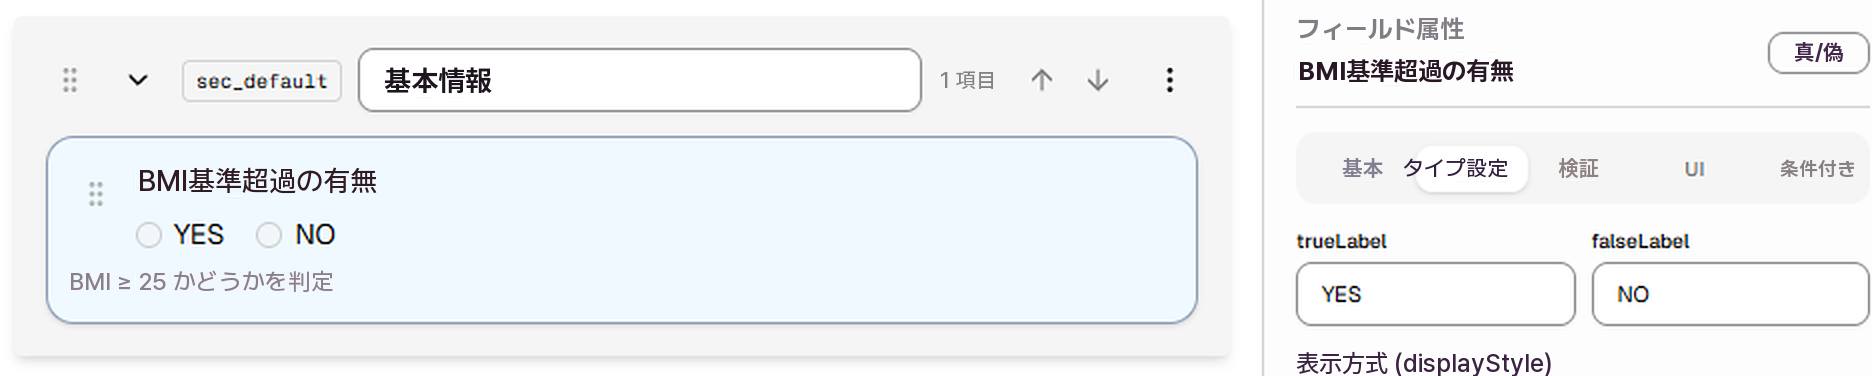 sec_default
基本情報
1 項目
BMI基準超過の有無
YES
NO
BMI ≥ 25 かどうかを判定
フィールド属性
BMI基準超過の有無
真/偽
基本
タイプ設定
検証
UI
条件付き
trueLabel
falseLabel
YES
NO
表示方式 (displayStyle)